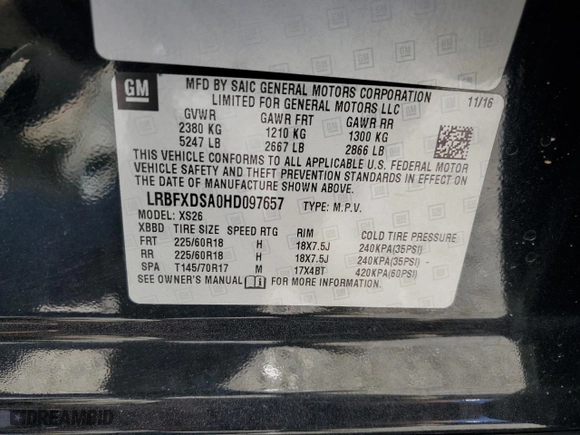 GM
MFD BY SAIC GENERAL MOTORS CORPORATION
LIMITED FOR GENERAL MOTORS LLC
11/16
GVWR GAWR FRT GAWR RR
2380 KG 1210 KG 1300 KG
5247 LB 2667 LB 2866 LB
THIS VEHICLE CONFORMS TO ALL APPLICABLE U.S. FEDERAL MOTOR
VEHICLE SAFETY AND THEFT PREVENTION STANDARDS IN EFFECT ON
THE DATE OF MANUFACTURE SHOWN ABOVE.
LRBFXDSA0HD097657 TYPE: M.P.V.
MODEL: XS26
XBBD TIRE SIZE SPEED RTG RIM COLD TIRE PRESSURE
FRT 225/60R18 H 18X7.5J 240KPA(35PSI)
RR 225/60R18 H 18X7.5J 240KPA(35PSI)
SPA T145/70R17 M 17X4BT 420KPA(60PSI)
SEE OWNER'S MANUAL i FOR MORE INFORMATION.
DREAMBID